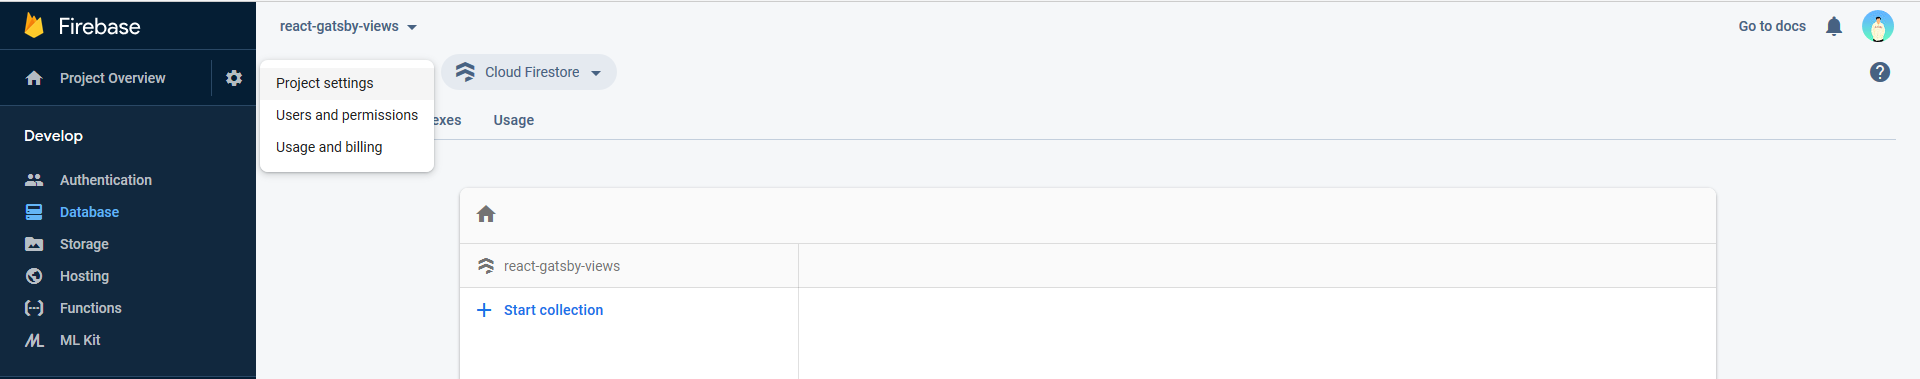 Firebase
react-gatsby-views
Go to docs
Project Overview
Project settings
Users and permissions
Usage and billing
Cloud Firestore
exes
Usage
Develop
Authentication
Database
Storage
Hosting
Functions
ML Kit
react-gatsby-views
Start collection